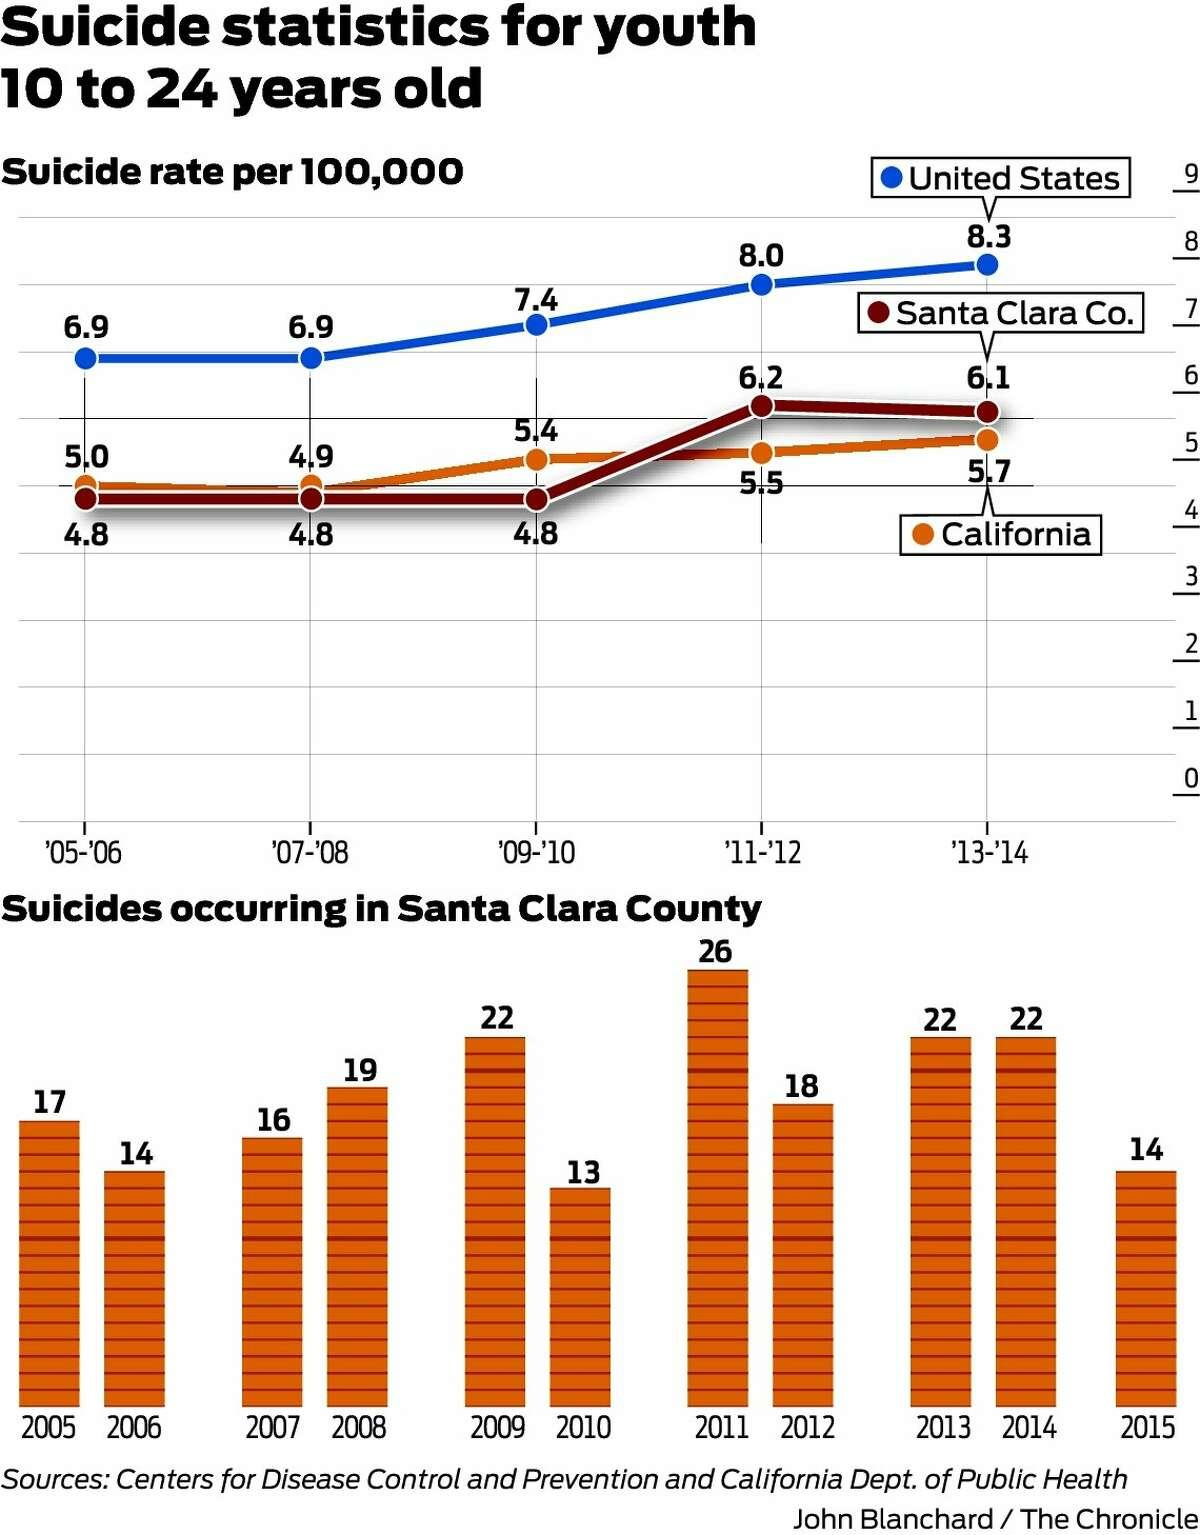 Suicide statistics for youth
10 to 24 years old
Suicide rate per 100,000
United States
Santa Clara Co.
California
9
8
7
6
5
4
3
2
1
0
6.9 6.9 7.4 8.0 8.3
5.0 4.9 5.4 6.2 6.1
4.8 4.8 4.8 5.5 5.7
’05-’06 ’07-’08 ’09-’10 ’11-’12 ’13-’14
Suicides occurring in Santa Clara County
17 14 16 19 22 13 26 18 22 22 14
2005 2006 2007 2008 2009 2010 2011 2012 2013 2014 2015
Sources: Centers for Disease Control and Prevention and California Dept. of Public Health
John Blanchard / The Chronicle